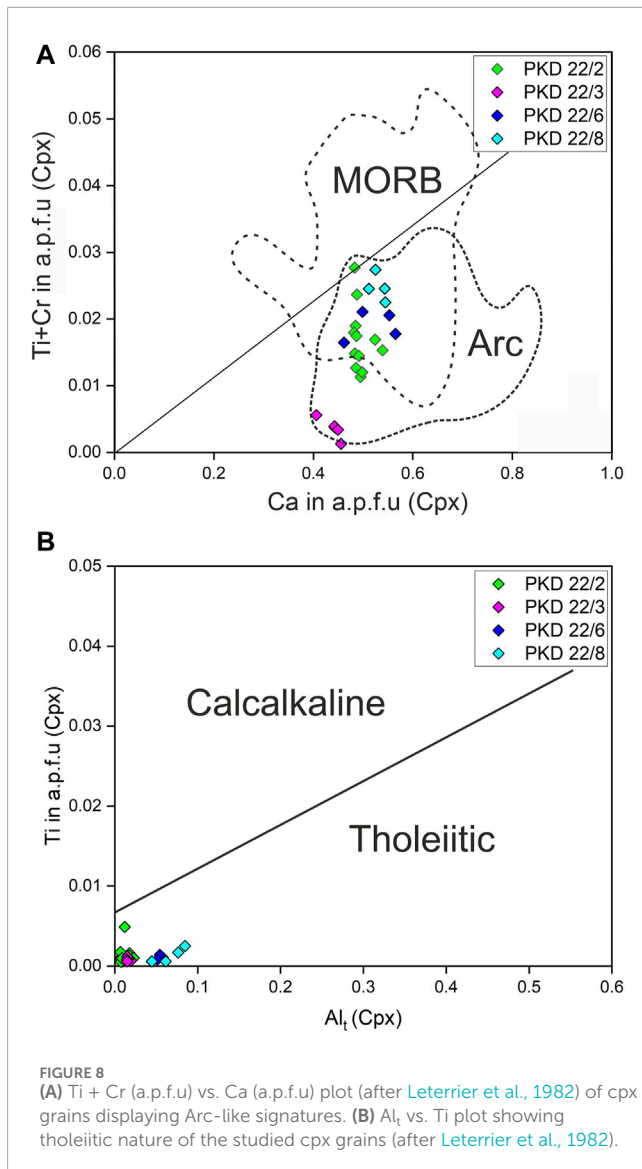 A
0.06
0.05
0.04
0.03
0.02
0.01
0.00
Ti+Cr in a.p.f.u (Cpx)
PKD 22/2
PKD 22/3
PKD 22/6
PKD 22/8
MORB
Arc
0.0 0.2 0.4 0.6 0.8 1.0
Ca in a.p.f.u (Cpx)
B
0.05
0.04
0.03
0.02
0.01
0.00
Ti in a.p.f.u (Cpx)
PKD 22/2
PKD 22/3
PKD 22/6
PKD 22/8
Calcalkaline
Tholeiitic
0.0 0.1 0.2 0.3 0.4 0.5 0.6
Alt (Cpx)
FIGURE 8
(A) Ti + Cr (a.p.f.u) vs. Ca (a.p.f.u) plot (after Leterrier et al., 1982) of cpx
grains displaying Arc-like signatures. (B) Alt vs. Ti plot showing
tholeiitic nature of the studied cpx grains (after Leterrier et al., 1982).